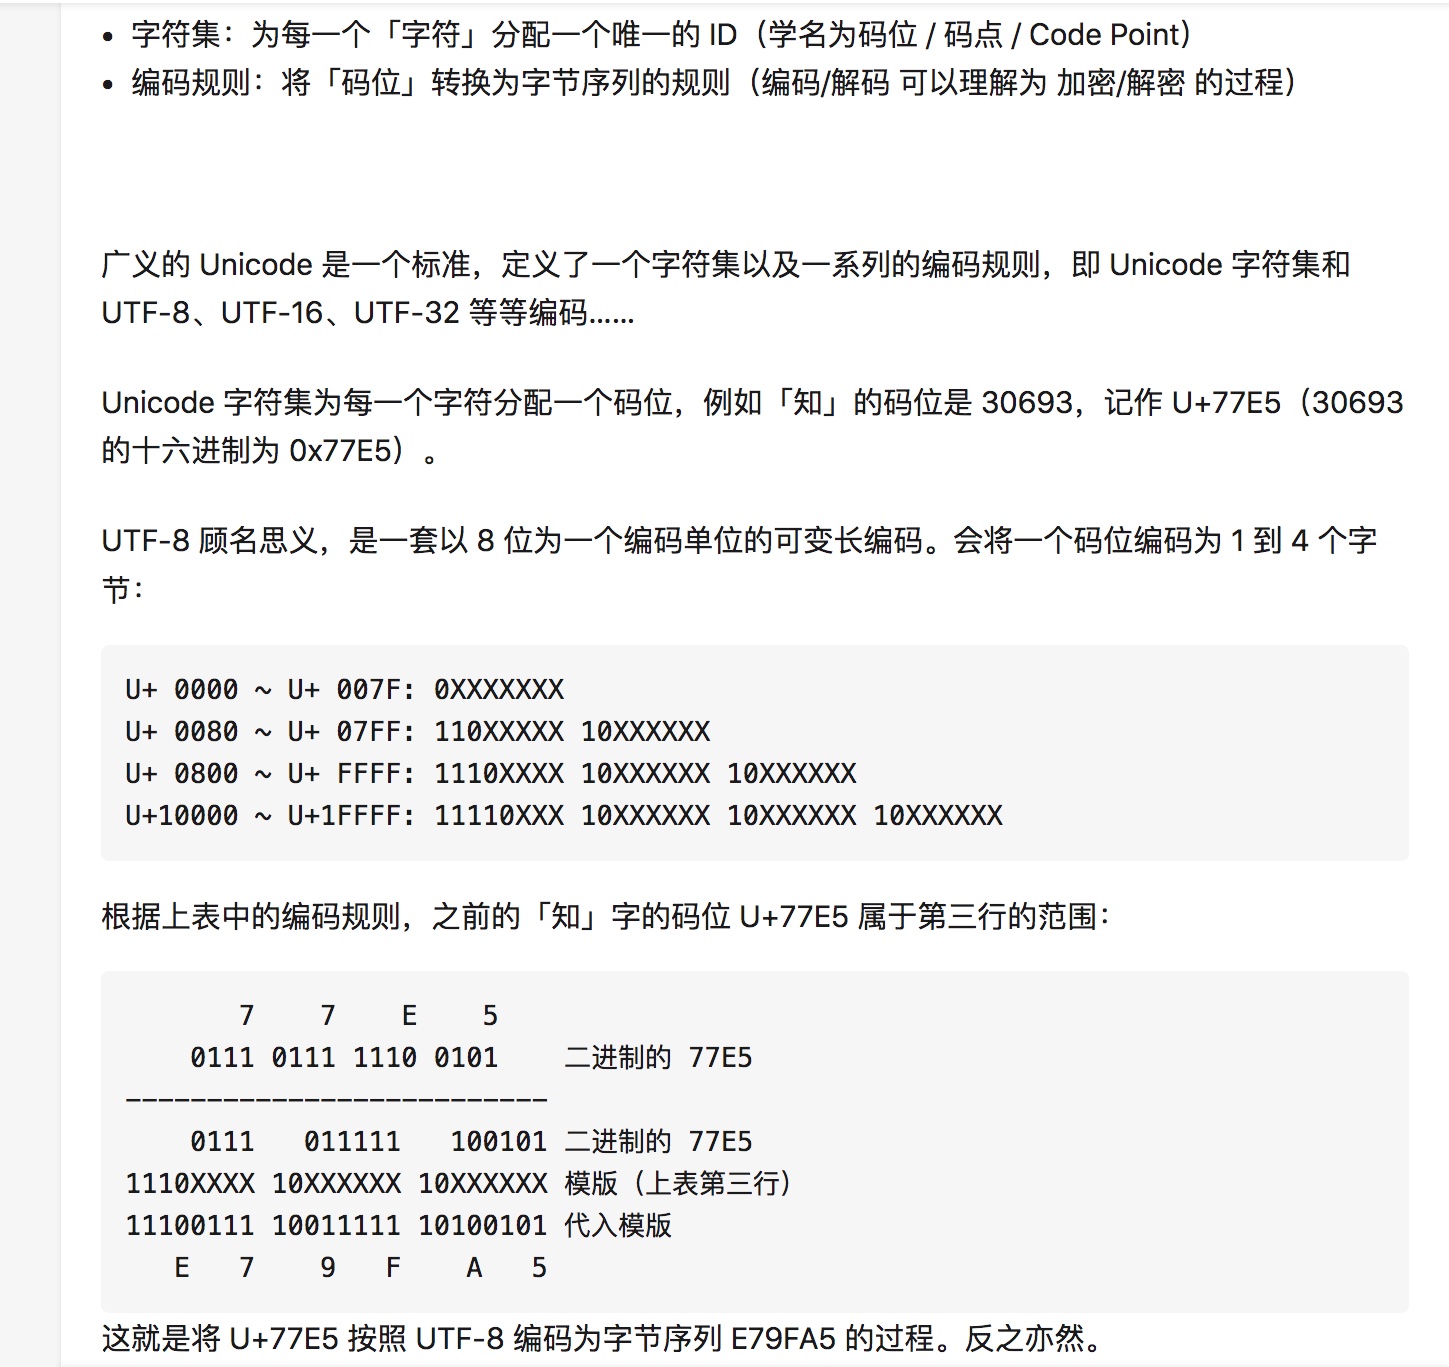 • 字符集：为每一个「字符」分配一个唯一的 ID（学名为码位 / 码点 / Code Point）
• 编码规则：将「码位」转换为字节序列的规则（编码/解码 可以理解为 加密/解密 的过程）
广义的 Unicode 是一个标准，定义了一个字符集以及一系列的编码规则，即 Unicode 字符集和
UTF-8、UTF-16、UTF-32 等等编码……
Unicode 字符集为每一个字符分配一个码位，例如「知」的码位是 30693，记作 U+77E5（30693
的十六进制为 0x77E5）。
UTF-8 顾名思义，是一套以 8 位为一个编码单位的可变长编码。会将一个码位编码为 1 到 4 个字
节：
U+ 0000 ~ U+ 007F: 0XXXXXXX
U+ 0080 ~ U+ 07FF: 110XXXXX 10XXXXXX
U+ 0800 ~ U+ FFFF: 1110XXXX 10XXXXXX 10XXXXXX
U+10000 ~ U+1FFFF: 11110XXX 10XXXXXX 10XXXXXX 10XXXXXX
根据上表中的编码规则，之前的「知」字的码位 U+77E5 属于第三行的范围：
       7    7    E    5
    0111 0111 1110 0101    二进制的 77E5
--------------------------
    0111   011111   100101 二进制的 77E5
1110XXXX 10XXXXXX 10XXXXXX 模版（上表第三行）
11100111 10011111 10100101 代入模版
   E   7    9   F    A   5
这就是将 U+77E5 按照 UTF-8 编码为字节序列 E79FA5 的过程。反之亦然。